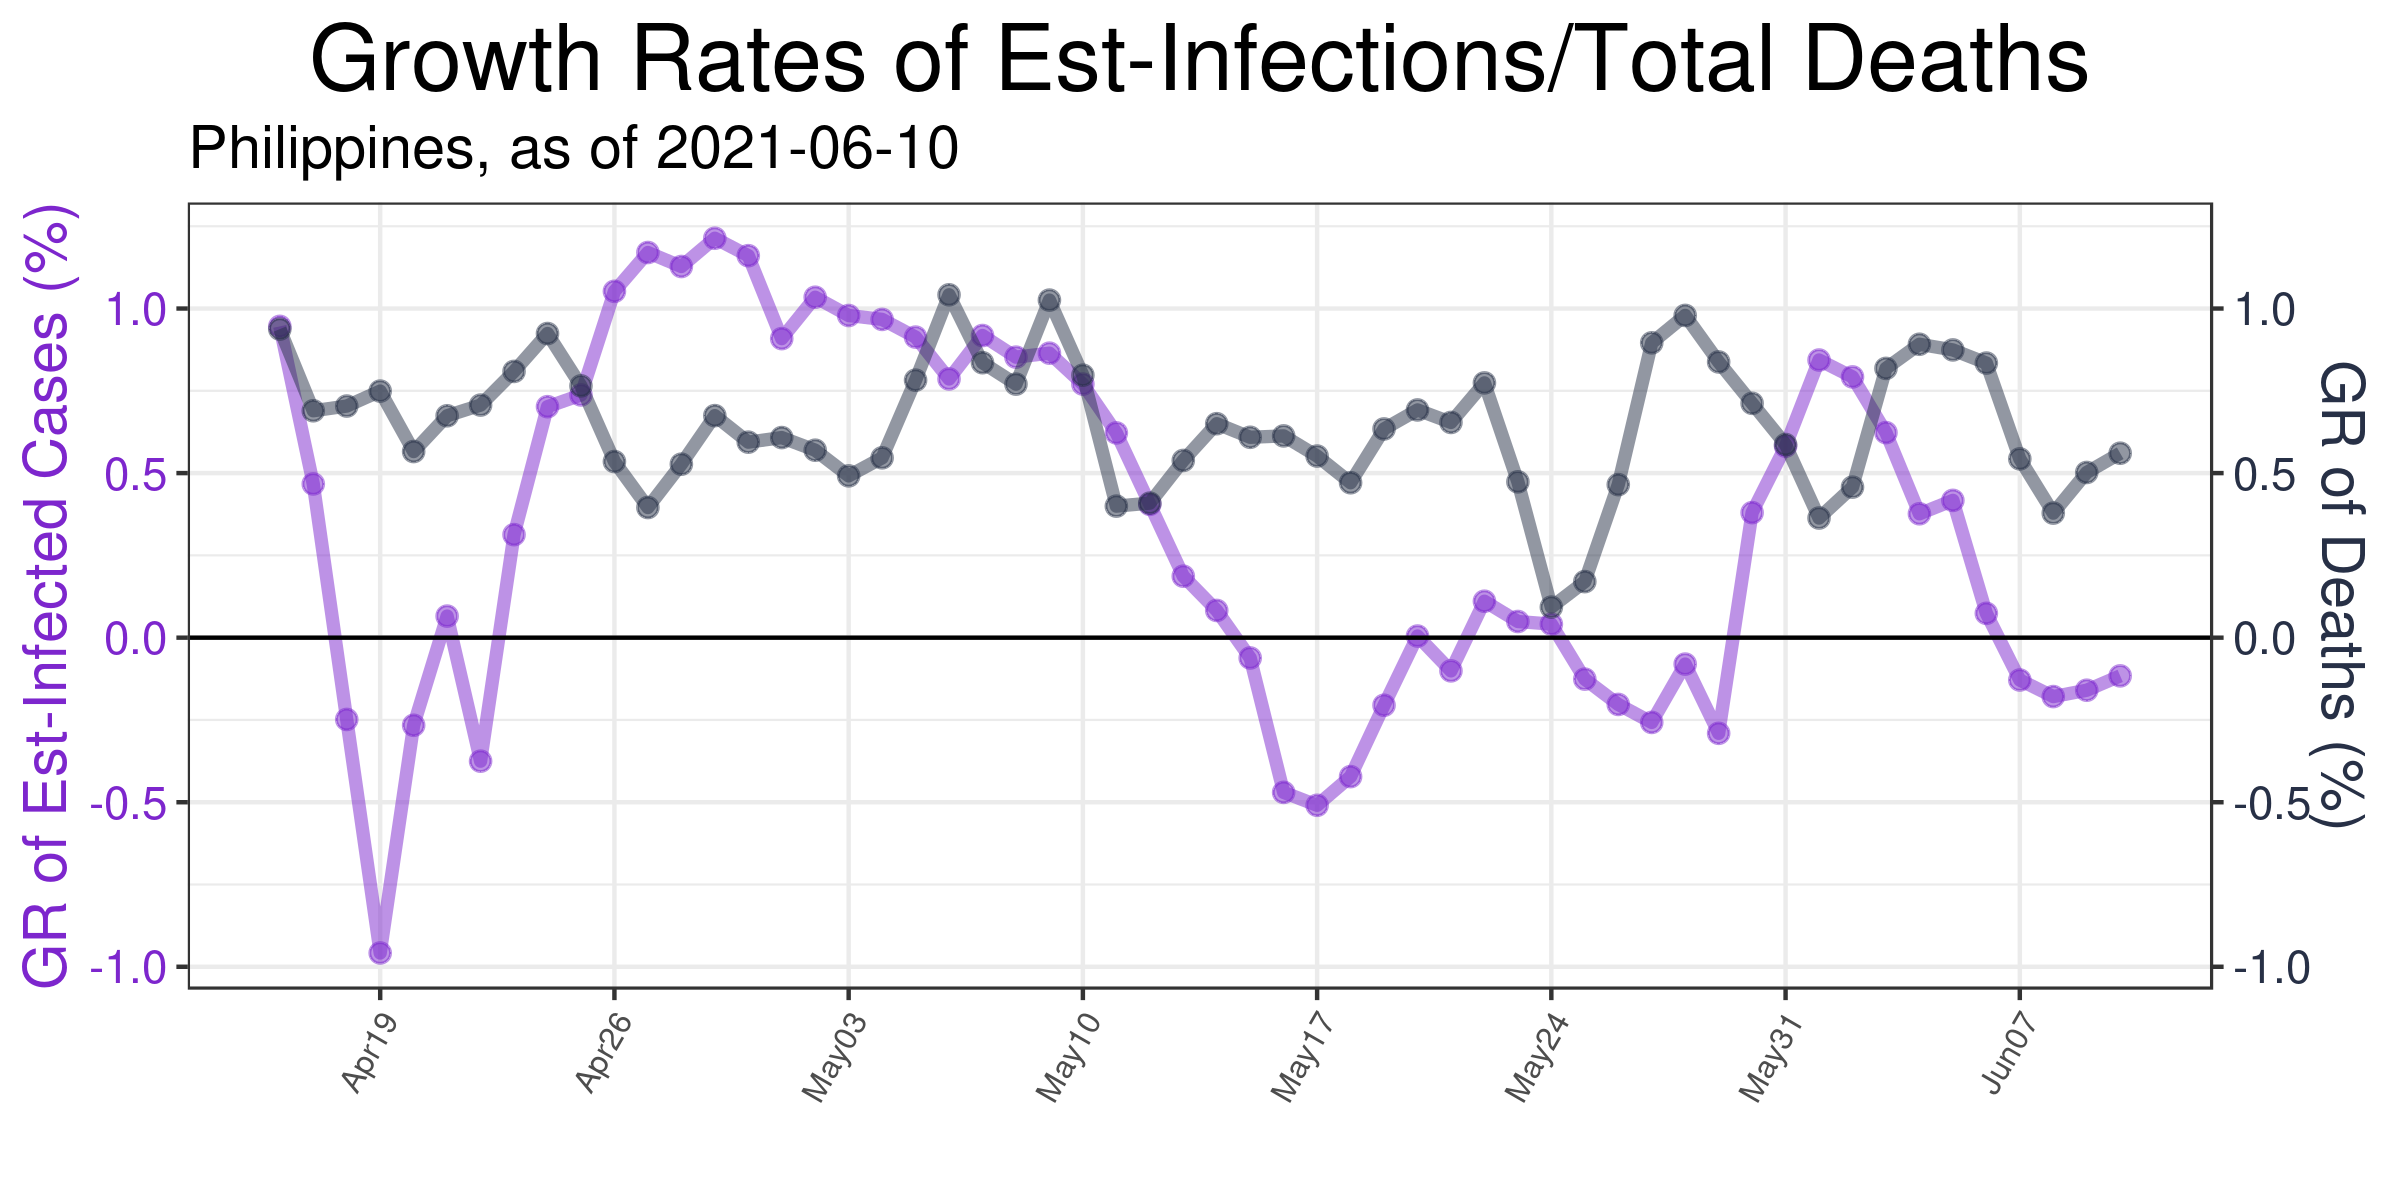 Growth Rates of Est-Infections/Total Deaths
Philippines, as of 2021-06-10
GR of Est-Infected Cases (%)
1.0
0.5
0.0
-0.5
-1.0
1.0
0.5
0.0
-0.5
-1.0
GR of Deaths (%)
Apr19
Apr26
May03
May10
May17
May24
May31
Jun07